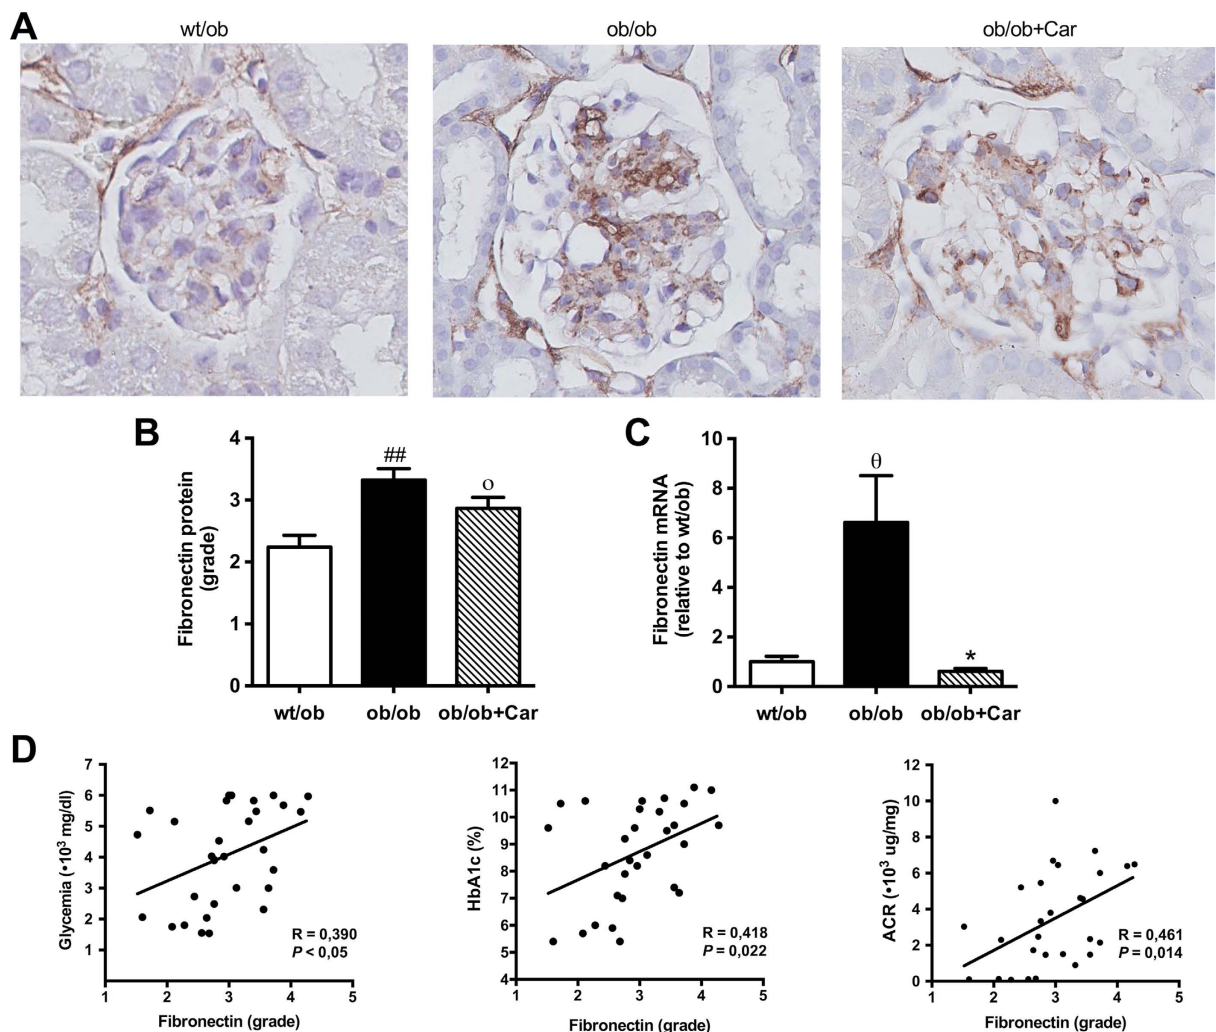 A
wt/ob
ob/ob
ob/ob+Car
B
Fibronectin protein
(grade)
4
3
2
1
0
##
o
wt/ob
ob/ob
ob/ob+Car
C
Fibronectin mRNA
(relative to wt/ob)
10
8
6
4
2
0
θ
*
wt/ob
ob/ob
ob/ob+Car
D
Glycemia (•10³ mg/dl)
7
6
5
4
3
2
1
R = 0,390
P < 0,05
1 2 3 4 5
Fibronectin (grade)
HbA1c (%)
12
11
10
9
8
7
6
5
4
R = 0,418
P = 0,022
1 2 3 4 5
Fibronectin (grade)
ACR (•10³ ug/mg)
12
10
8
6
4
2
0
R = 0,461
P = 0,014
1 2 3 4 5
Fibronectin (grade)